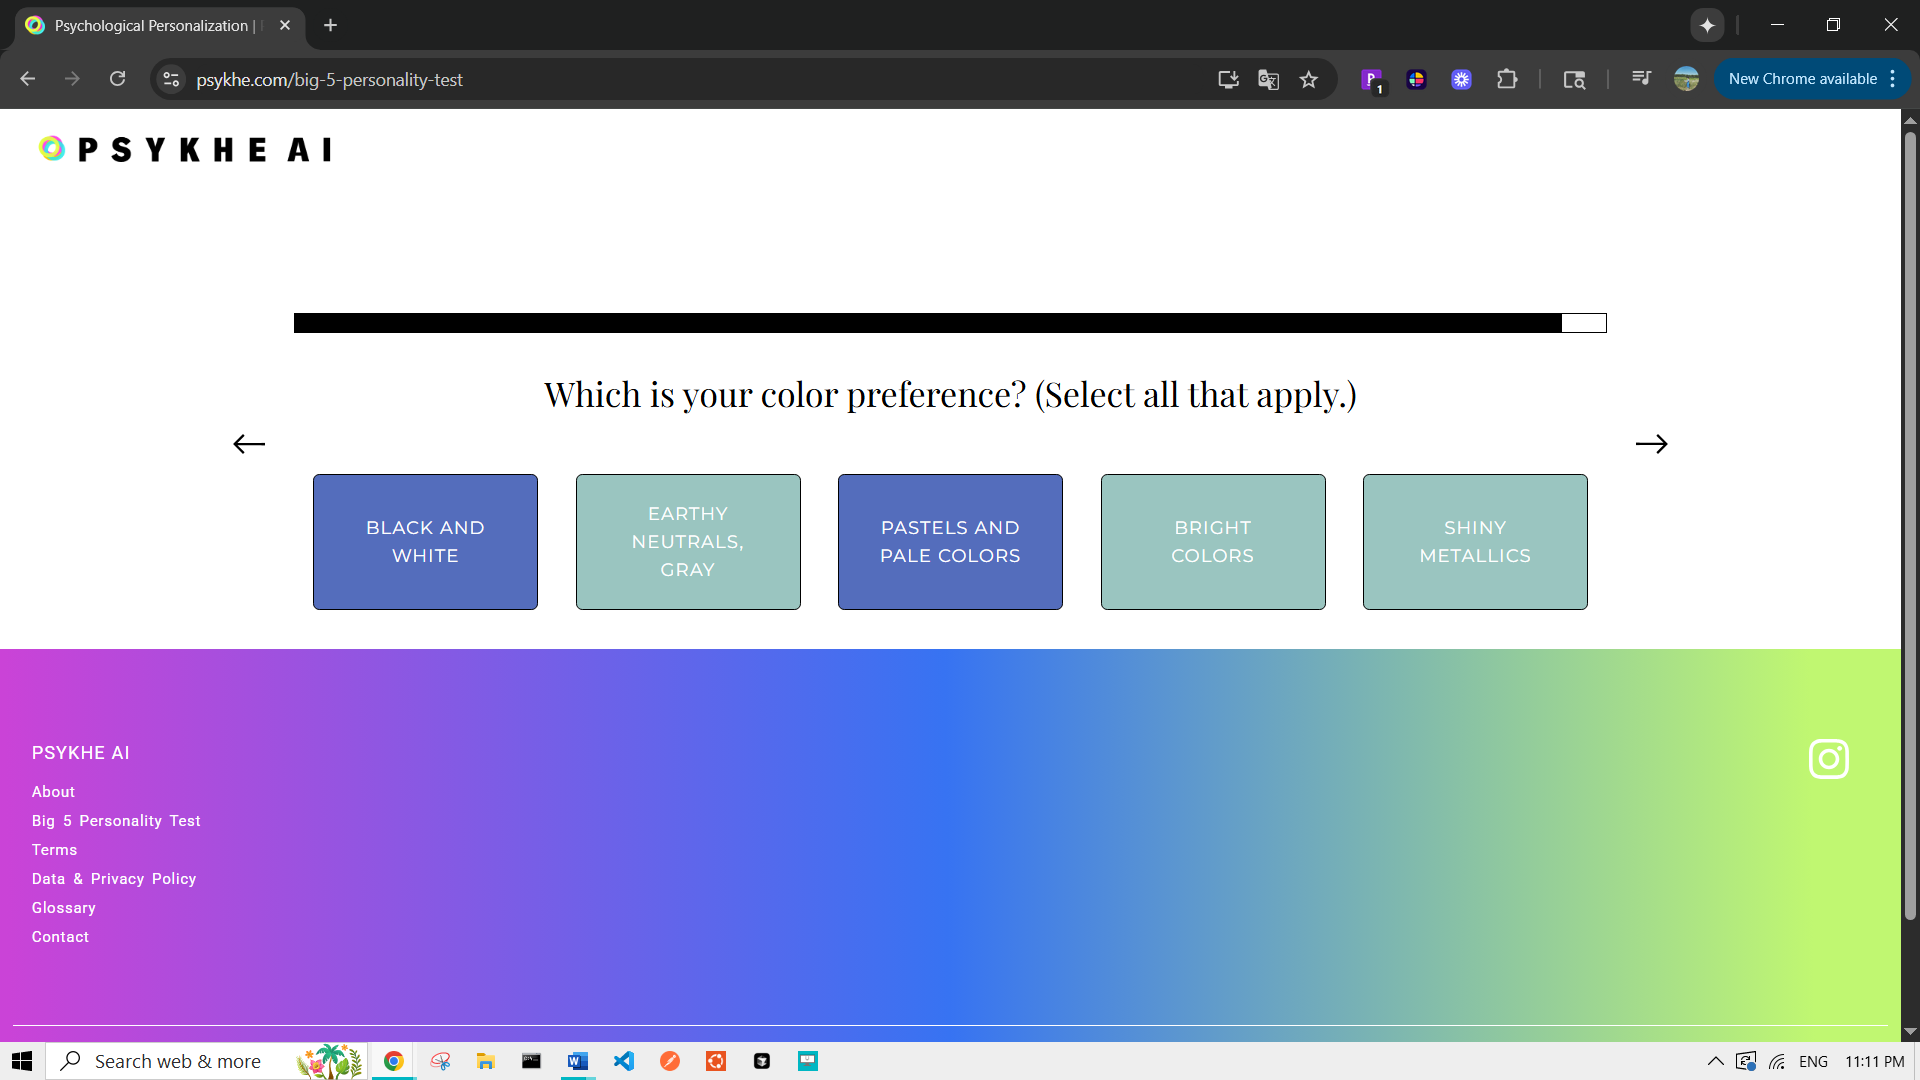 Psychological Personalization |
psykhe.com/big-5-personality-test
1
New Chrome available
PSYKHE AI
Which is your color preference? (Select all that apply.)
BLACK AND
WHITE
EARTHY
NEUTRALS,
GRAY
PASTELS AND
PALE COLORS
BRIGHT
COLORS
SHINY
METALLICS
PSYKHE AI
About
Big 5 Personality Test
Terms
Data & Privacy Policy
Glossary
Contact
Search web & more
ENG
11:11 PM